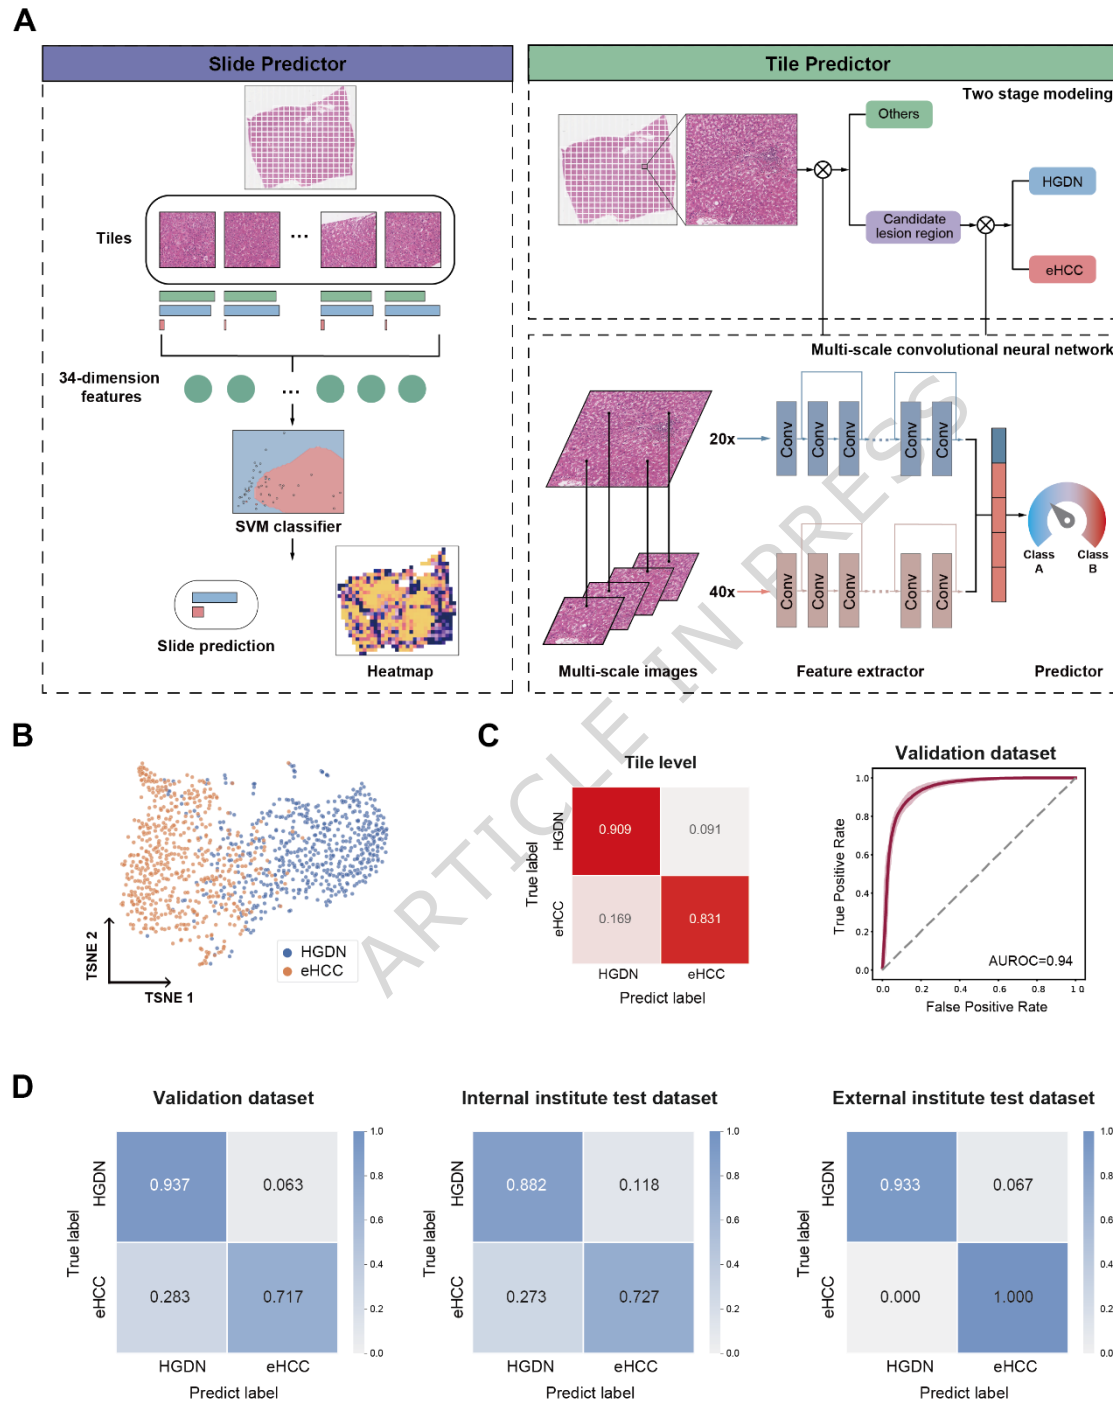 A
Slide Predictor
Tiles
...
34-dimension
features
...
SVM classifier
Slide prediction
Heatmap
Tile Predictor
Two stage modeling
Others
HGDN
Candidate
lesion region
eHCC
Multi-scale convolutional neural network
20x
Conv
Conv
Conv
Conv
Conv
40x
Conv
Conv
Conv
Conv
Conv
Class
A
Class
B
Multi-scale images
Feature extractor
Predictor
ARTICLE IN PRESS
B
TSNE 2
TSNE 1
HGDN
eHCC
C
Tile level
True label
HGDN
eHCC
0.909
0.091
0.169
0.831
HGDN
eHCC
Predict label
Validation dataset
True Positive Rate
1.0
0.8
0.6
0.4
0.2
0.0
AUROC=0.94
0.0
0.2
0.4
0.6
0.8
1.0
False Positive Rate
D
Validation dataset
True label
HGDN
eHCC
0.937
0.063
0.283
0.717
HGDN
eHCC
Predict label
1.0
0.8
0.6
0.4
0.2
0.0
Internal institute test dataset
True label
HGDN
eHCC
0.882
0.118
0.273
0.727
HGDN
eHCC
Predict label
1.0
0.8
0.6
0.4
0.2
0.0
External institute test dataset
True label
HGDN
eHCC
0.933
0.067
0.000
1.000
HGDN
eHCC
Predict label
1.0
0.8
0.6
0.4
0.2
0.0